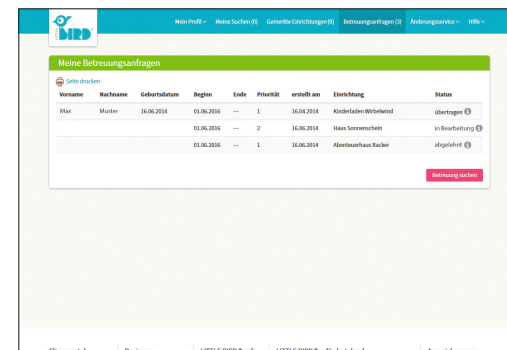 LITTLE BIRD
Mein Profil Meine Suchen (0) Gemerkte Einrichtungen (0) Betreuungsanfragen (3) Änderungsservice Hilfe
Meine Betreuungsanfragen
Seite drucken
Vorname Nachname Geburtsdatum Beginn Ende Priorität erstellt am Einrichtung Status
Max Muster 16.06.2014 01.06.2016 --- 1 16.04.2014 Kinderladen Wirbelwind übertragen
01.06.2016 --- 2 16.06.2014 Haus Sonnenschein in Bearbeitung
01.06.2016 --- 1 16.06.2014 Abenteuerhaus Racker abgelehnt
Betreuung suchen